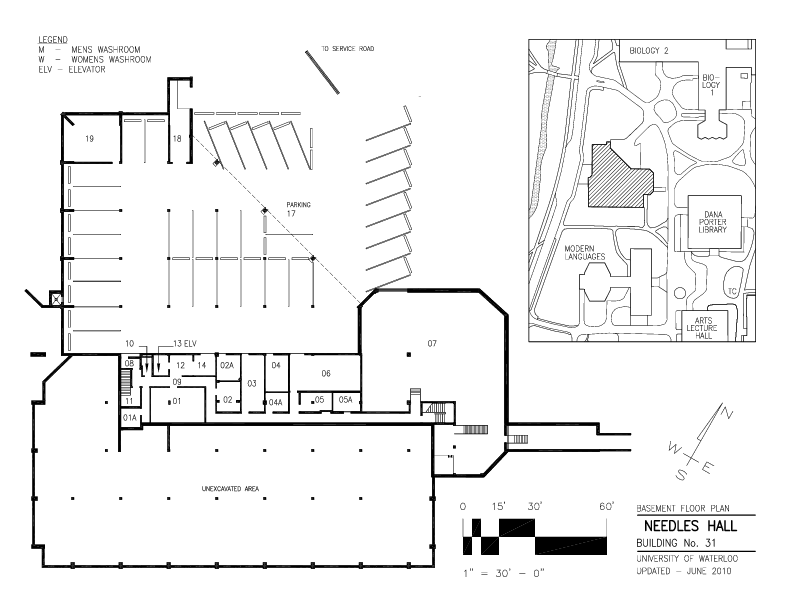 LEGEND
M – MENS WASHROOM
W – WOMENS WASHROOM
ELV – ELEVATOR
TO SERVICE ROAD
BIOLOGY 2
BIO-
LOGY
1
DANA
PORTER
LIBRARY
MODERN
LANGUAGES
TC
ARTS
LECTURE
HALL
19
18
PARKING
17
10
13 ELV
07
08
12
14
02A
03
04
06
09
11
01
02
04A
05
05A
01A
UNEXCAVATED AREA
N
W
E
S
0 15' 30' 60'
1" = 30' – 0"
BASEMENT FLOOR PLAN
NEEDLES HALL
BUILDING No. 31
UNIVERSITY OF WATERLOO
UPDATED – JUNE 2010